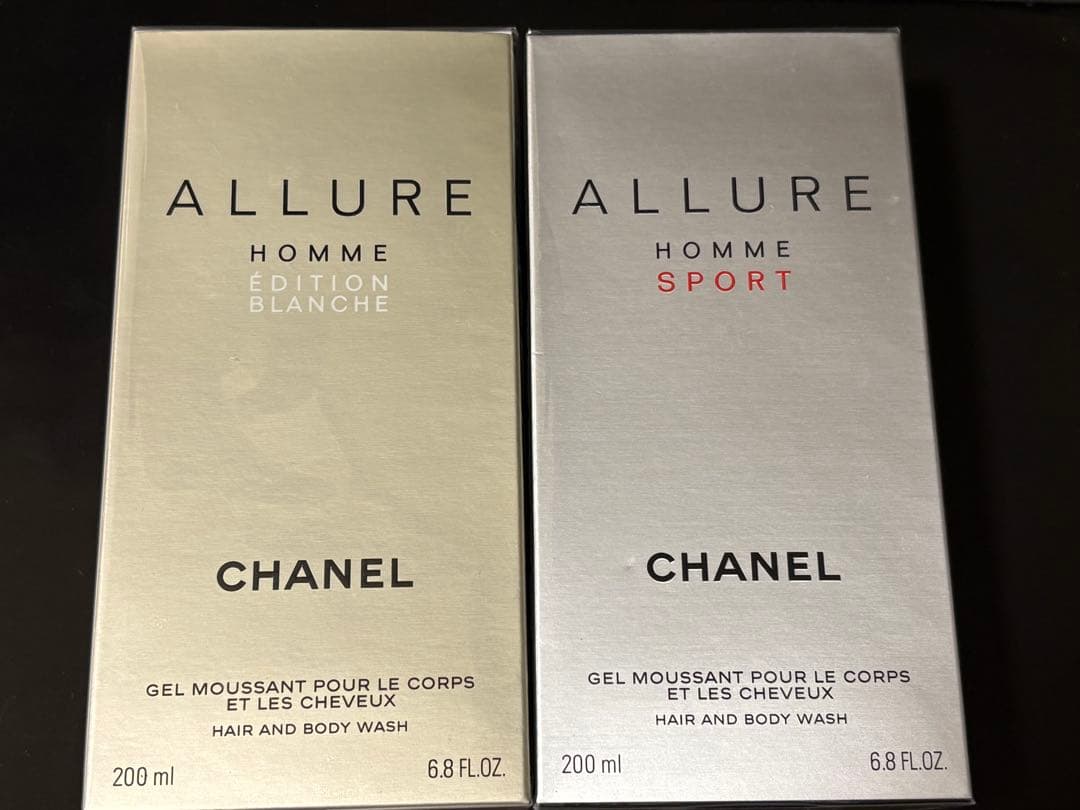 ALLURE
HOMME
ÉDITION
BLANCHE
CHANEL
GEL MOUSSANT POUR LE CORPS
ET LES CHEVEUX
HAIR AND BODY WASH
200 ml 6.8 FL.OZ.
ALLURE
HOMME
SPORT
CHANEL
GEL MOUSSANT POUR LE CORPS
ET LES CHEVEUX
HAIR AND BODY WASH
200 ml 6.8 FL.OZ.